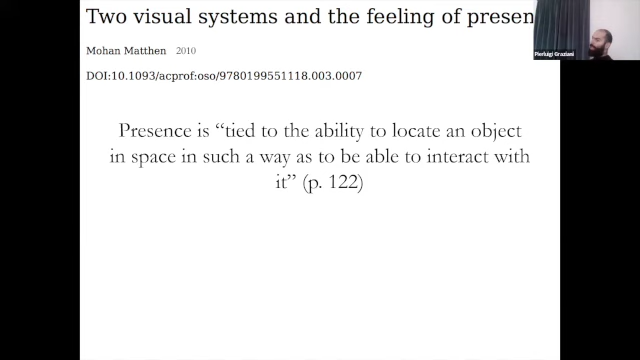 Two visual systems and the feeling of presen
Mohan Matthen 2010
DOI:10.1093/acprof:oso/9780199551118.003.0007
Presence is “tied to the ability to locate an object
in space in such a way as to be able to interact with
it” (p. 122)
Pierluigi Graziani